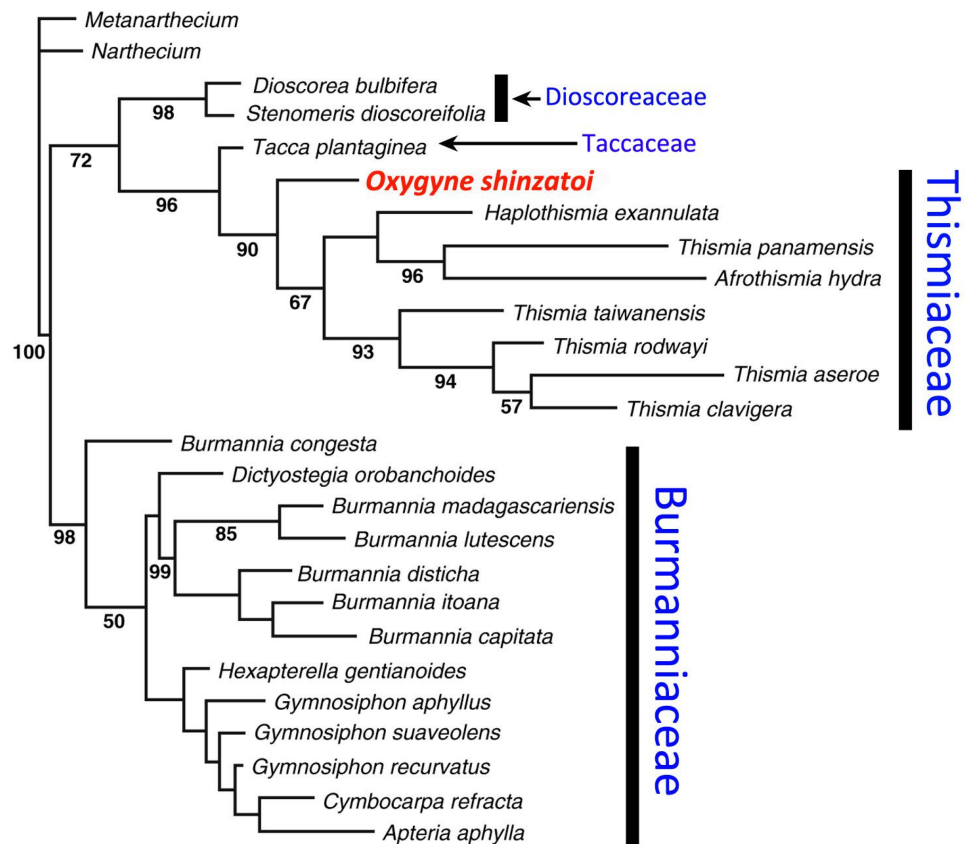 Metanarthecium
Narthecium
Dioscorea bulbifera
98
Stenomeris dioscoreifolia
Dioscoreaceae
72
Tacca plantaginea
Taccaceae
96
Oxygyne shinzatoi
Haplothismia exannulata
90
Thismia panamensis
96
Afrothismia hydra
67
Thismia taiwanensis
100
93
Thismia rodwayi
94
Thismia aseroe
57
Thismia clavigera
Thismiaceae
Burmannia congesta
Dictyostegia orobanchoides
Burmannia madagascariensis
98
85
Burmannia lutescens
99
Burmannia disticha
Burmannia itoana
50
Burmannia capitata
Hexapterella gentianoides
Gymnosiphon aphyllus
Gymnosiphon suaveolens
Gymnosiphon recurvatus
Cymbocarpa refracta
Apteria aphylla
Burmanniaceae